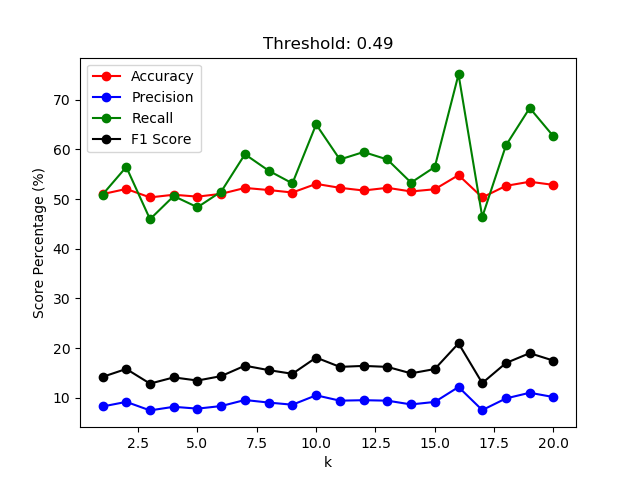 Threshold: 0.49
Accuracy
Precision
Recall
F1 Score
Score Percentage (%)
70
60
50
40
30
20
10
2.5 5.0 7.5 10.0 12.5 15.0 17.5 20.0
k